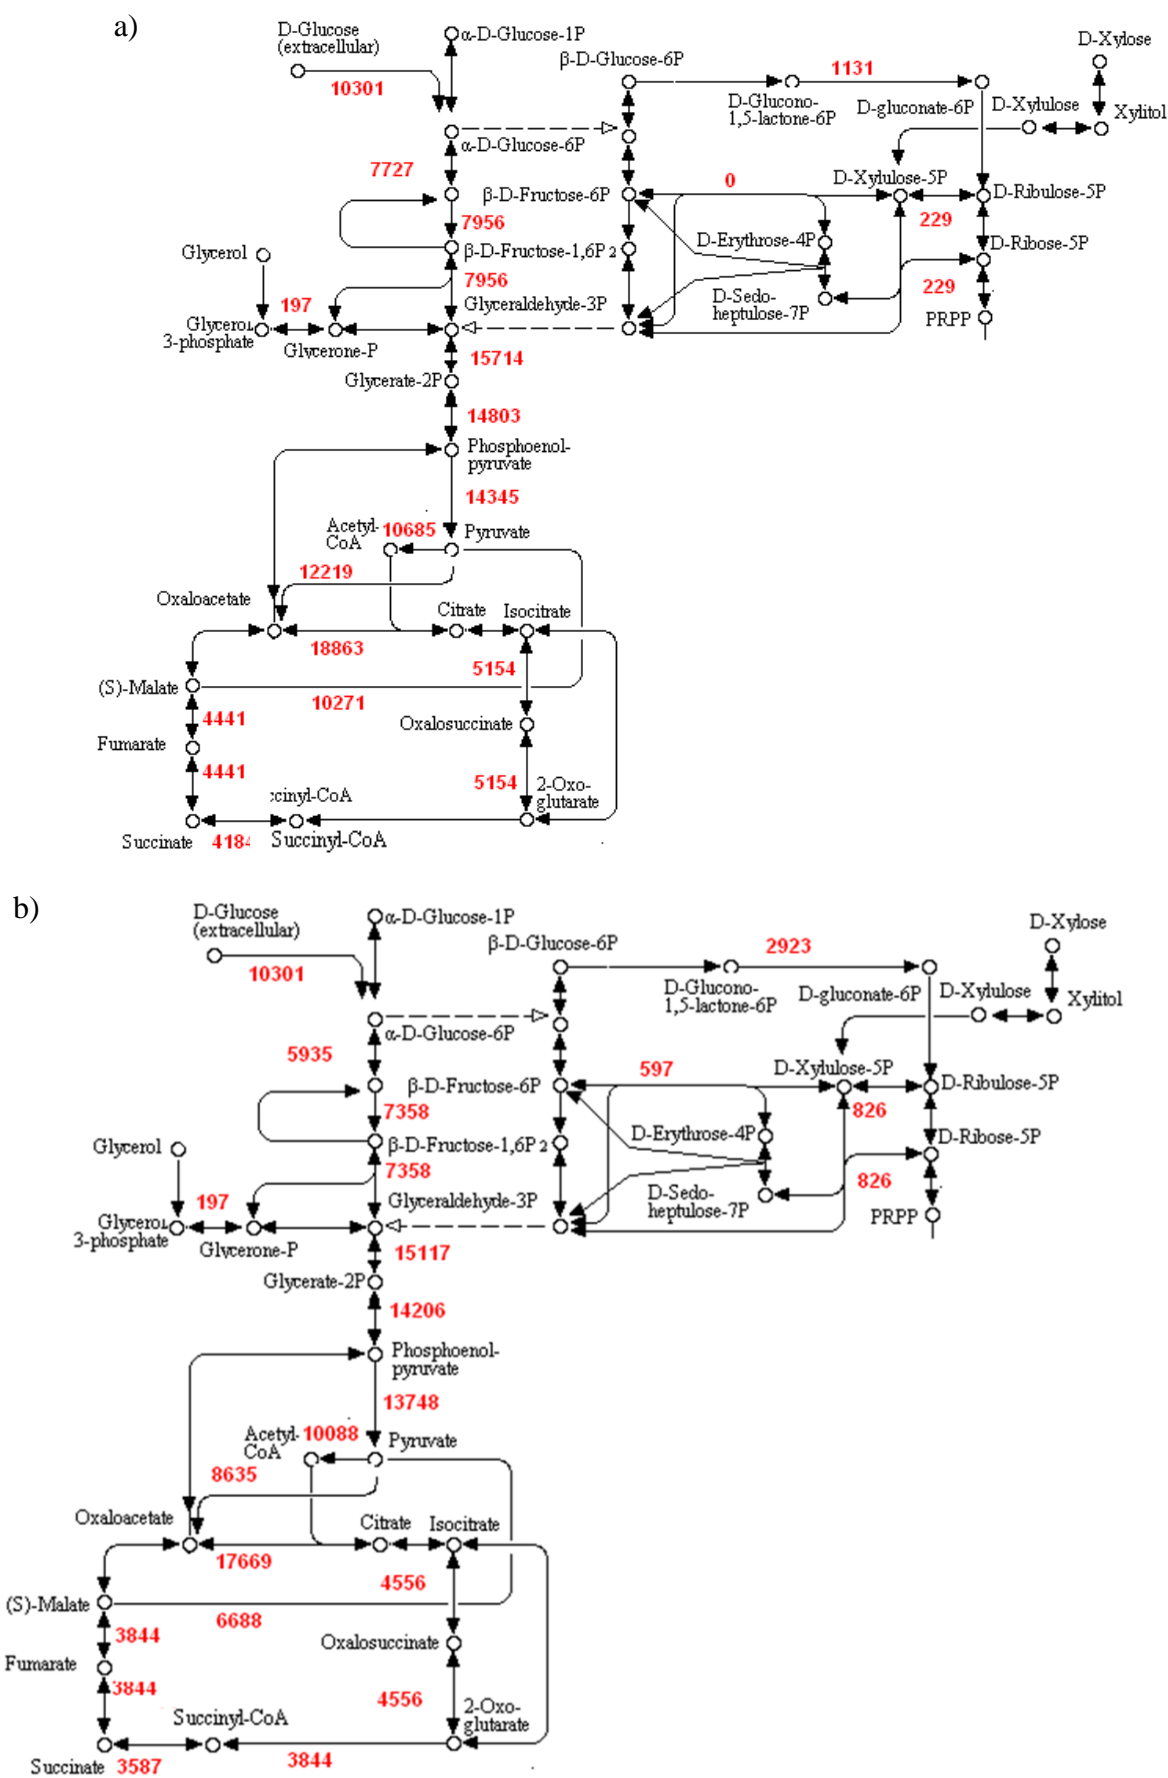 a)
D-Glucose
(extracellular)
α-D-Glucose-1P
10301
β-D-Glucose-6P
1131
D-Xylose
D-Glucono-
1,5-lactone-6P
D-gluconate-6P
D-Xylulose
Xylitol
α-D-Glucose-6P
7727
β-D-Fructose-6P
0
D-Xylulose-5P
D-Ribulose-5P
7956
229
Glycerol
β-D-Fructose-1,6P 2
D-Erythrose-4P
D-Ribose-5P
7956
229
197
Glyceraldehyde-3P
D-Sedo-
heptulose-7P
PRPP
3-phosphate
Glycerone-P
15714
Glycerate-2P
14803
Phosphoenol-
pyruvate
14345
Acetyl-
CoA
10685
Pyruvate
12219
Oxaloacetate
Citrate
Isocitrate
18863
5154
(S)-Malate
10271
4441
Oxalosuccinate
Fumarate
4441
5154
2-Oxo-
glutarate
cinyl-CoA
Succinate
418
Succinyl-CoA
b)
D-Glucose
(extracellular)
α-D-Glucose-1P
10301
β-D-Glucose-6P
2923
D-Xylose
D-Glucono-
1,5-lactone-6P
D-gluconate-6P
D-Xylulose
Xylitol
α-D-Glucose-6P
5935
β-D-Fructose-6P
597
D-Xylulose-5P
D-Ribulose-5P
7358
826
Glycerol
β-D-Fructose-1,6P 2
D-Erythrose-4P
D-Ribose-5P
7358
826
197
Glyceraldehyde-3P
D-Sedo-
heptulose-7P
PRPP
3-phosphate
Glycerone-P
15117
Glycerate-2P
14206
Phosphoenol-
pyruvate
13748
Acetyl-
CoA
10088
Pyruvate
8635
Oxaloacetate
Citrate
Isocitrate
17669
4556
(S)-Malate
6688
3844
Oxalosuccinate
Fumarate
3844
4556
2-Oxo-
glutarate
Succinyl-CoA
Succinate
3587
3844